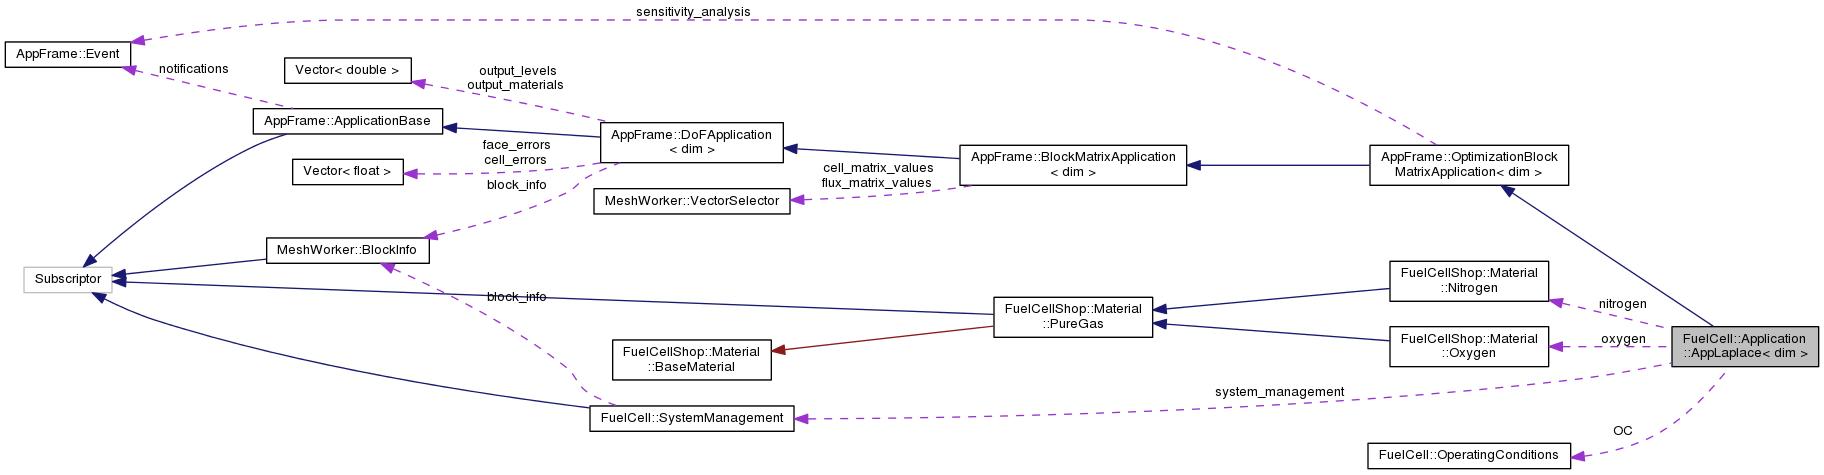 sensitivity_analysis
AppFrame::Event
notifications
Vector< double >
output_levels
output_materials
AppFrame::ApplicationBase
AppFrame::DoFApplication
< dim >
face_errors
cell_errors
Vector< float >
block_info
AppFrame::BlockMatrixApplication
< dim >
cell_matrix_values
flux_matrix_values
MeshWorker::VectorSelector
AppFrame::OptimizationBlock
MatrixApplication< dim >
MeshWorker::BlockInfo
Subscriptor
block_info
FuelCellShop::Material
::Nitrogen
FuelCellShop::Material
::PureGas
nitrogen
FuelCellShop::Material
::Oxygen
oxygen
FuelCell::Application
::AppLaplace< dim >
FuelCellShop::Material
::BaseMaterial
system_management
FuelCell::SystemManagement
OC
FuelCell::OperatingConditions